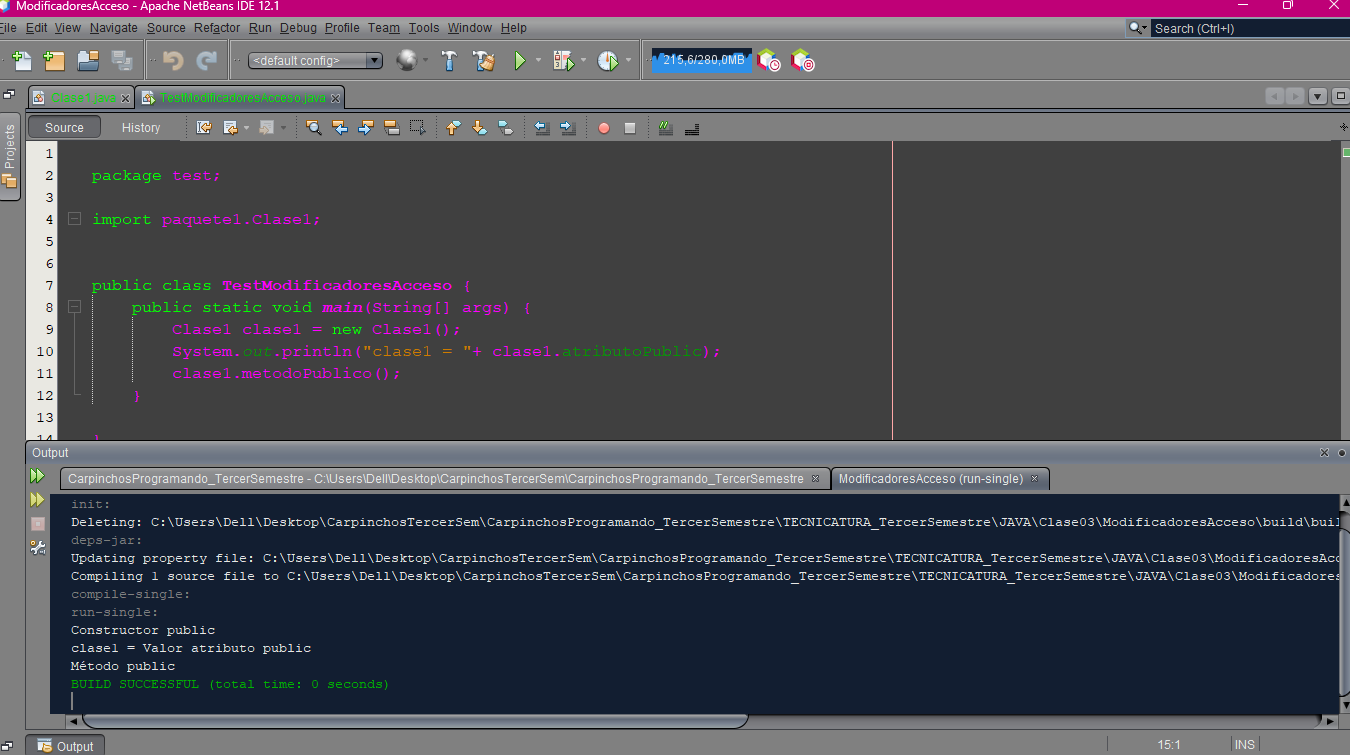 ModificadoresAcceso - Apache NetBeans IDE 12.1
File Edit View Navigate Source Refactor Run Debug Profile Team Tools Window Help
Search (Ctrl+I)
<default config>
215,6/280,0MB
Clase1.java TestModificadoresAcceso.java
Projects
Source History
1
2 package test;
3
4 import paquete1.Clase1;
5
6
7 public class TestModificadoresAcceso {
8 public static void main(String[] args) {
9 Clase1 clase1 = new Clase1();
10 System.out.println("clase1 = "+ clase1.atributoPublic);
11 clase1.metodoPublico();
12 }
13
14 }
Output
CarpinchosProgramando_TercerSemestre - C:\Users\Dell\Desktop\CarpinchosTercerSem\CarpinchosProgramando_TercerSemestre
ModificadoresAcceso (run-single)
init:
Deleting: C:\Users\Dell\Desktop\CarpinchosTercerSem\CarpinchosProgramando_TercerSemestre\TECNICATURA_TercerSemestre\JAVA\Clase03\ModificadoresAcceso\build\buil
deps-jar:
Updating property file: C:\Users\Dell\Desktop\CarpinchosTercerSem\CarpinchosProgramando_TercerSemestre\TECNICATURA_TercerSemestre\JAVA\Clase03\ModificadoresAcc
Compiling 1 source file to C:\Users\Dell\Desktop\CarpinchosTercerSem\CarpinchosProgramando_TercerSemestre\TECNICATURA_TercerSemestre\JAVA\Clase03\Modificadores
compile-single:
run-single:
Constructor public
clase1 = Valor atributo public
Método public
BUILD SUCCESSFUL (total time: 0 seconds)
Output
15:1 INS